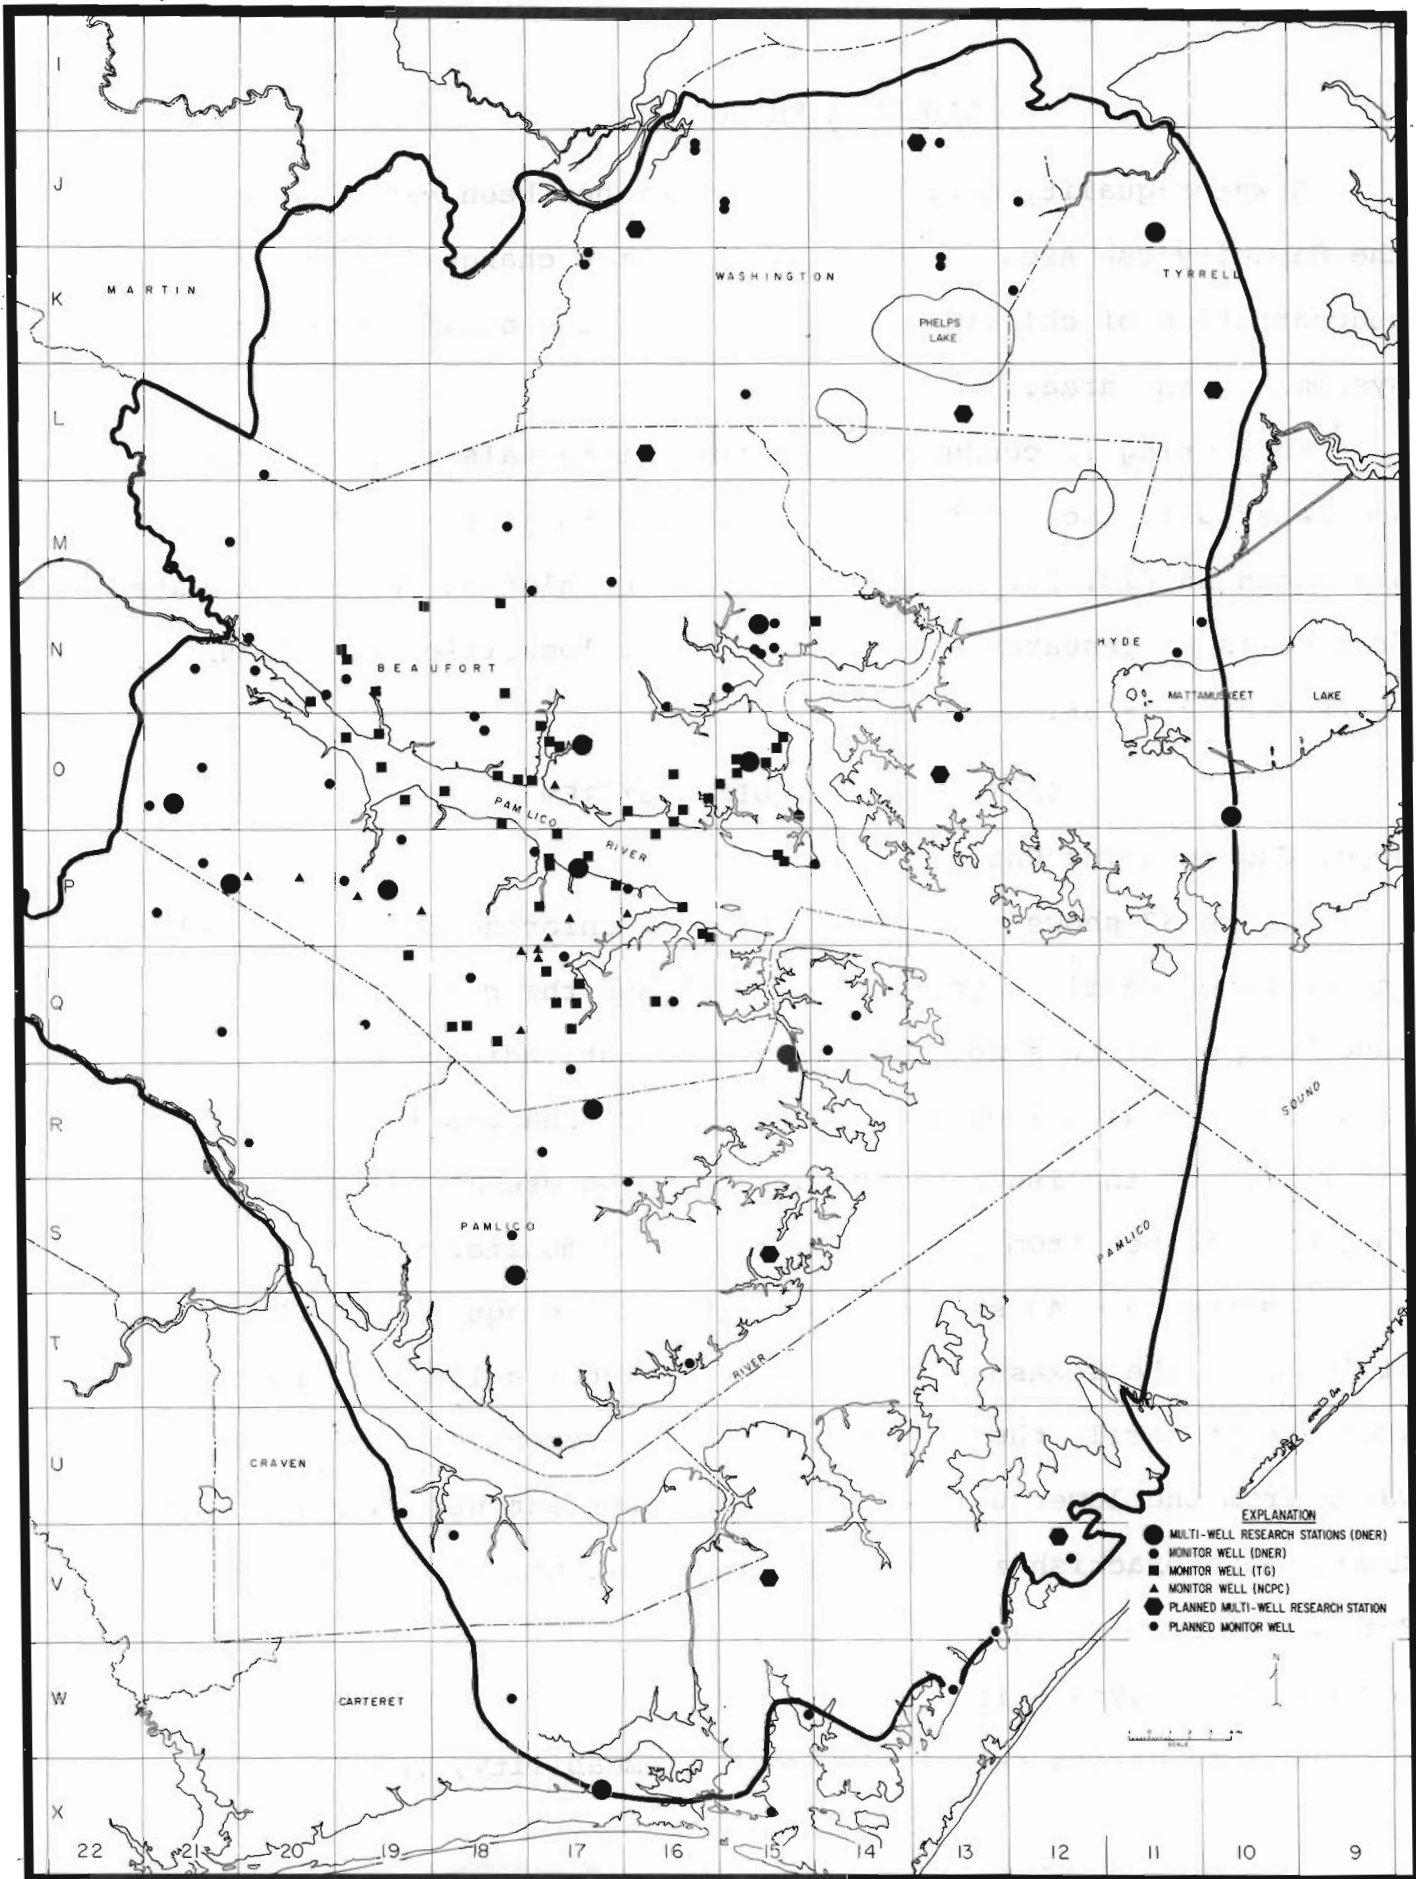 I
J
K
L
M
N
O
P
Q
R
S
T
U
V
W
X
MARTIN
WASHINGTON
TYRRELL
PHELPS
LAKE
HYDE
BEAUFORT
MATTAMUSKEET LAKE
PAMLICO
RIVER
SOUND
PAMLICO
PAMLICO
RIVER
CRAVEN
CARTERET
EXPLANATION
MULTI-WELL RESEARCH STATIONS (DNER)
MONITOR WELL (DNER)
MONITOR WELL (TG)
MONITOR WELL (NCPC)
PLANNED MULTI-WELL RESEARCH STATION
PLANNED MONITOR WELL
N
SCALE
22 21 20 19 18 17 16 15 14 13 12 11 10 9